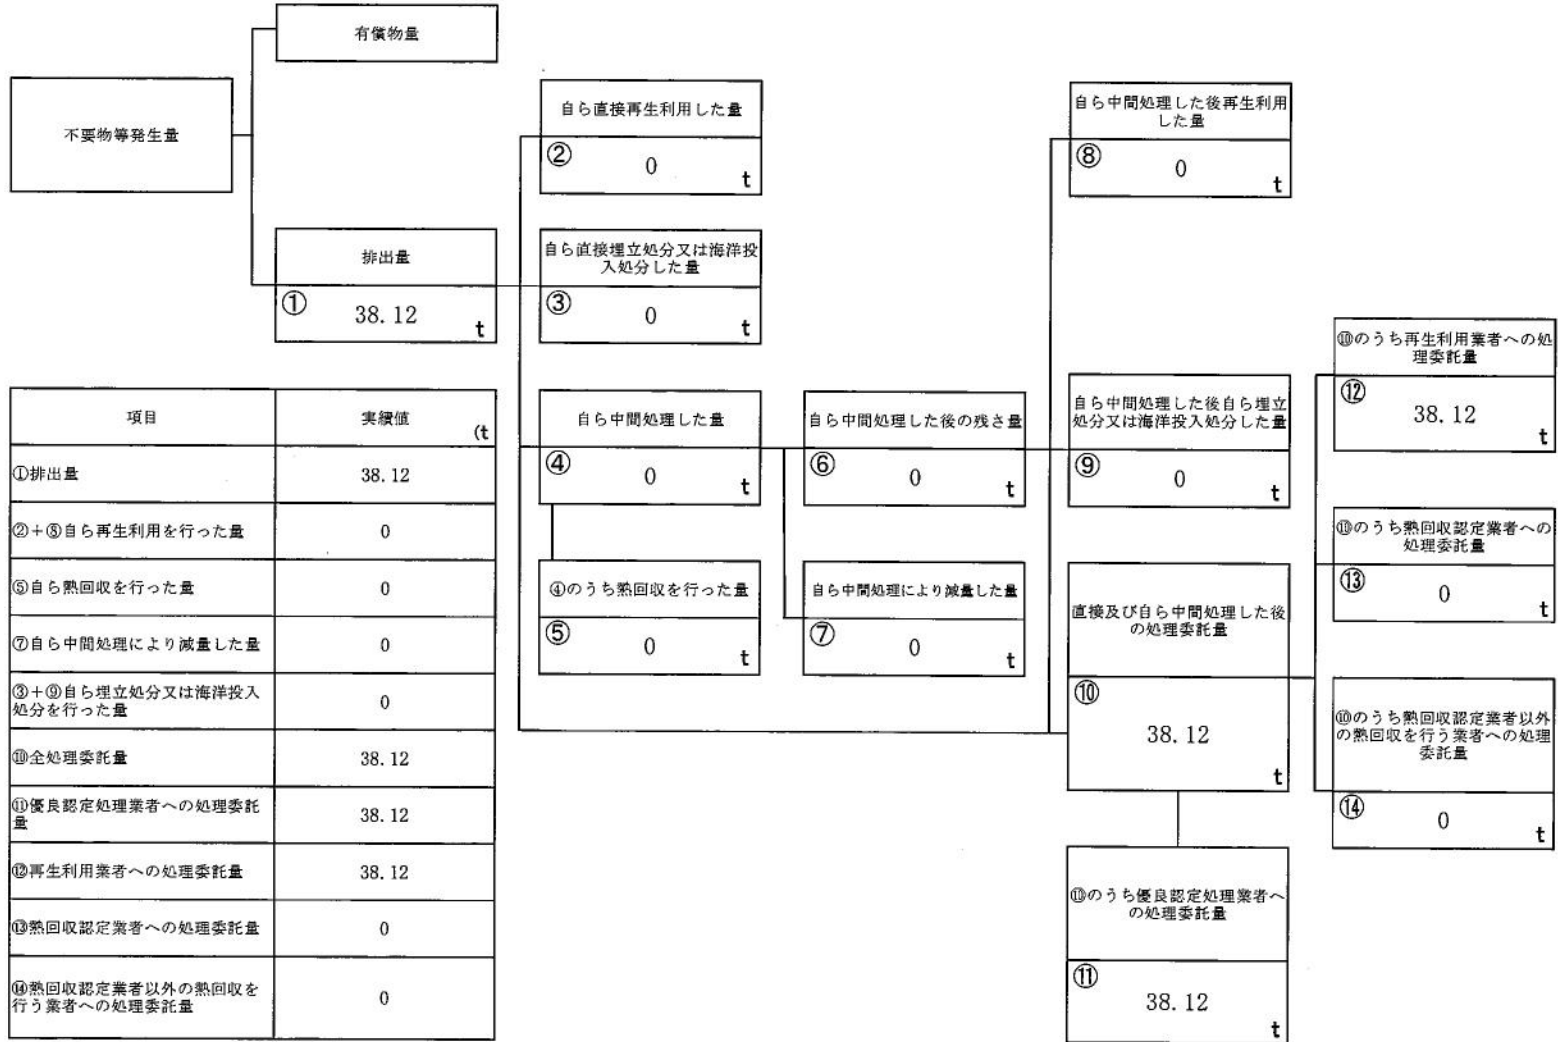 有償物量
不要物等発生量
排出量
①
38.12
t
自ら直接再生利用した量
②
0
t
自ら直接埋立処分又は海洋投
入処分した量
③
0
t
自ら中間処理した量
④
0
t
④のうち熱回収を行った量
⑤
0
t
自ら中間処理した後の残さ量
⑥
0
t
自ら中間処理により減量した量
⑦
0
t
自ら中間処理した後再生利用
した量
⑧
0
t
自ら中間処理した後自ら埋立
処分又は海洋投入処分した量
⑨
0
t
直接及び自ら中間処理した後
の処理委託量
⑩
38.12
t
⑩のうち優良認定処理業者へ
の処理委託量
⑪
38.12
t
⑩のうち再生利用業者への処
理委託量
⑫
38.12
t
⑩のうち熱回収認定業者への
処理委託量
⑬
0
t
⑩のうち熱回収認定業者以外
の熱回収を行う業者への処理
委託量
⑭
0
t
項目 実績値 (t
①排出量 38.12
②+⑧自ら再生利用を行った量 0
⑤自ら熱回収を行った量 0
⑦自ら中間処理により減量した量 0
③+⑨自ら埋立処分又は海洋投入
処分を行った量 0
⑩全処理委託量 38.12
⑪優良認定処理業者への処理委託
量 38.12
⑫再生利用業者への処理委託量 38.12
⑬熱回収認定業者への処理委託量 0
⑭熱回収認定業者以外の熱回収を
行う業者への処理委託量 0